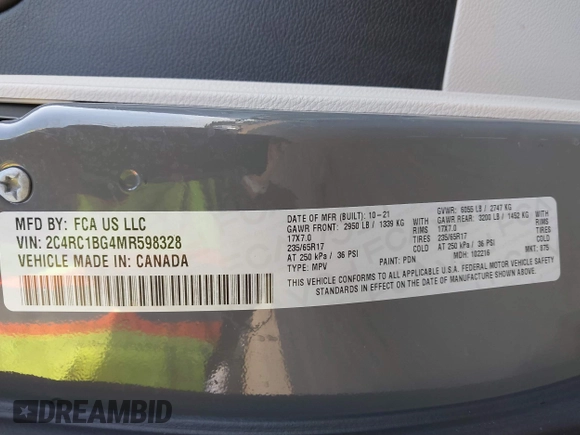 MFD BY: FCA US LLC
VIN: 2C4RC1BG4MR598328
VEHICLE MADE IN: CANADA
DATE OF MFR (BUILT): 10-21
GAWR FRONT: 2950 LB / 1339 KG WITH
17X7.0 RIMS
235/65R17 TIRES
AT 250 kPa / 36 PSI COLD
TYPE: MPV
PAINT: PDN
GVWR: 6055 LB / 2747 KG
GAWR REAR: 3200 LB / 1452 KG WITH
17X7.0 RIMS
235/65R17 TIRES
AT 250 kPa / 36 PSI COLD
MDH: 102216
MKT: 675
THIS VEHICLE CONFORMS TO ALL APPLICABLE U.S.A. FEDERAL MOTOR VEHICLE SAFETY
STANDARDS IN EFFECT ON THE DATE OF MANUFACTURE SHOWN ABOVE.
DREAMBID